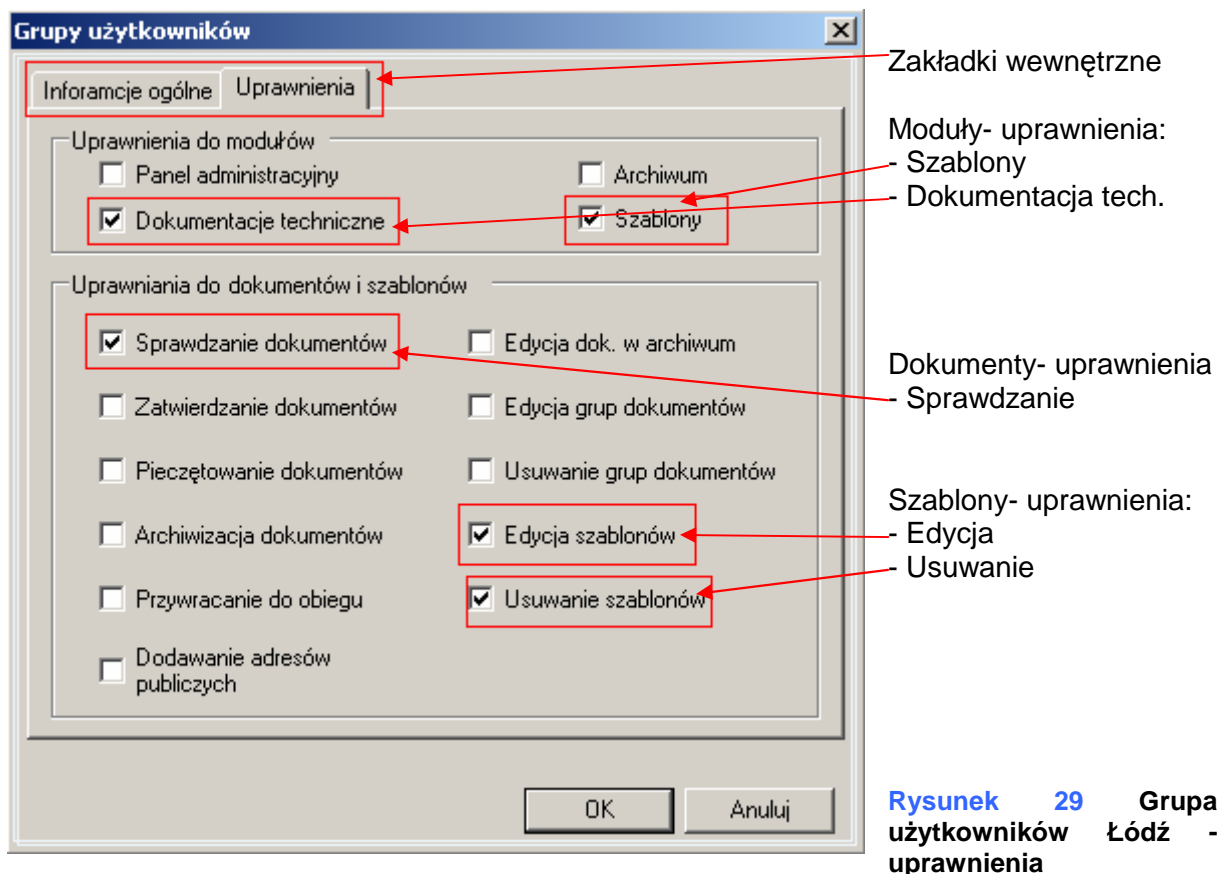 Grupy użytkowników
Inforamcje ogólne Uprawnienia
Uprawnienia do modułów
Panel administracyjny Archiwum
Dokumentacje techniczne Szablony
Uprawniania do dokumentów i szablonów
Sprawdzanie dokumentów Edycja dok. w archiwum
Zatwierdzanie dokumentów Edycja grup dokumentów
Pieczętowanie dokumentów Usuwanie grup dokumentów
Archiwizacja dokumentów Edycja szablonów
Przywracanie do obiegu Usuwanie szablonów
Dodawanie adresów
publiczych
OK Anuluj
Zakładki wewnętrzne
Moduły- uprawnienia:
- Szablony
- Dokumentacja tech.
Dokumenty- uprawnienia
- Sprawdzanie
Szablony- uprawnienia:
- Edycja
- Usuwanie
Rysunek 29 Grupa
użytkowników Łódź -
uprawnienia